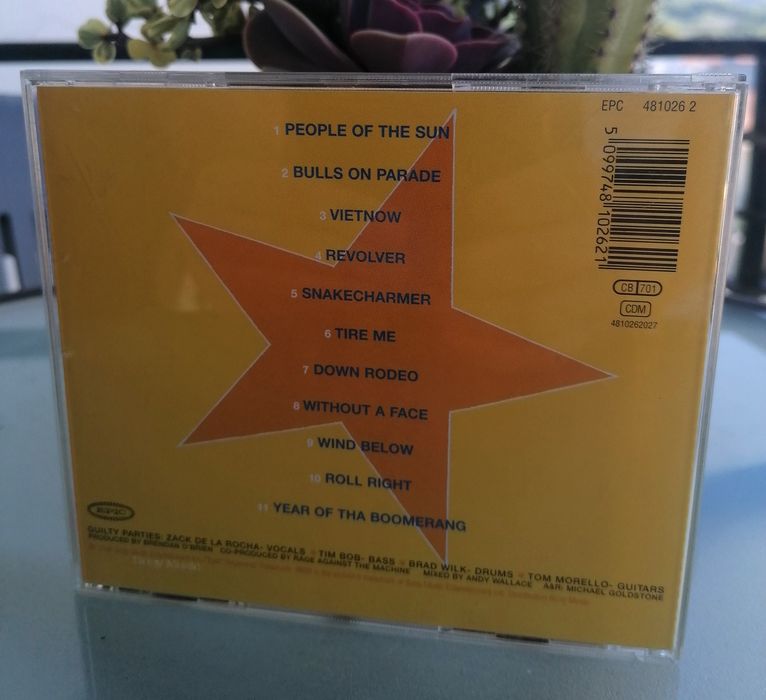 EPC 481026 2
1 PEOPLE OF THE SUN
2 BULLS ON PARADE
3 VIETNOW
4 REVOLVER
5 SNAKECHARMER
6 TIRE ME
7 DOWN RODEO
8 WITHOUT A FACE
9 WIND BELOW
10 ROLL RIGHT
11 YEAR OF THA BOOMERANG
5 099748 102621
CB 701
CDM
4810262027
EPIC
GUILTY PARTIES: ZACK DE LA ROCHA- VOCALS TIM BOB- BASS BRAD WILK- DRUMS TOM MORELLO- GUITARS
PRODUCED BY BRENDAN O'BRIEN CO-PRODUCED BY RAGE AGAINST THE MACHINE MIXED BY ANDY WALLACE A&R: MICHAEL GOLDSTONE